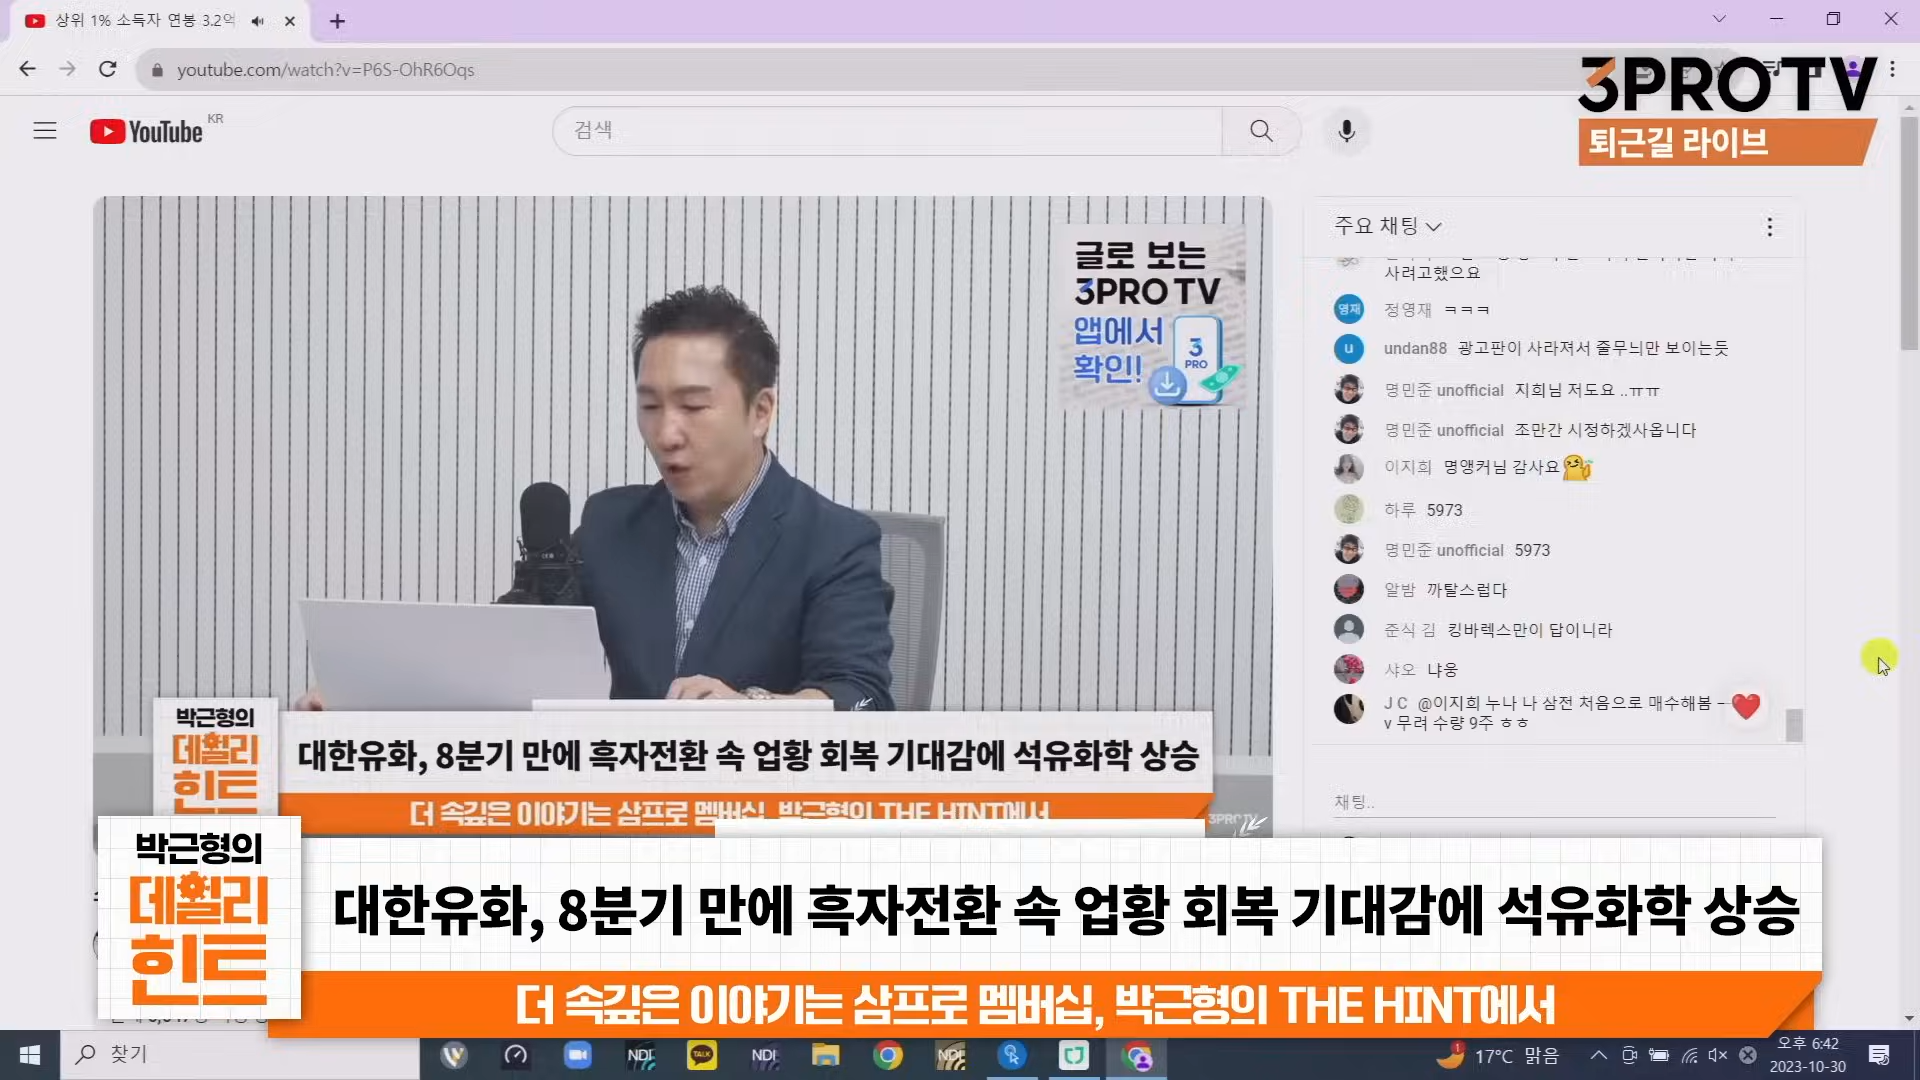 상위 1% 소득자 연봉 3.2억
youtube.com/watch?v=P6S-OhR6Oqs
3PROTV
퇴근길 라이브
YouTube KR
검색
주요 채팅
글로 보는
3PROTV
앱에서
확인!
3
PRO
사려고했으요
영재 정영재 ㅋㅋㅋ
u undan88 광고판이 사라져서 줄무늬만 보이는듯
명민준 unofficial 지희님 저도요 ..ㅠㅠ
명민준 unofficial 조만간 시정하겠사옵니다
이지희 명앵커님 감사요
하루 5973
명민준 unofficial 5973
알밤 까탈스럽다
준식 김 킹바렉스만이 답이니라
샤오 냐옹
J C @이지희 누나 나 삼전 처음으로 매수해봄 -
v 무려 수량 9주 ㅎㅎ
채팅..
박근형의
데일리
힌트
대한유화, 8분기 만에 흑자전환 속 업황 회복 기대감에 석유화학 상승
더 속깊은 이야기는 삼프로 멤버십, 박근형의 THE HINT에서
3PROTV
박근형의
데일리
힌트
대한유화, 8분기 만에 흑자전환 속 업황 회복 기대감에 석유화학 상승
더 속깊은 이야기는 삼프로 멤버십, 박근형의 THE HINT에서
찾기
NDI
TALK
NDI
NDI
1
17°C 맑음
오후 6:42
2023-10-30